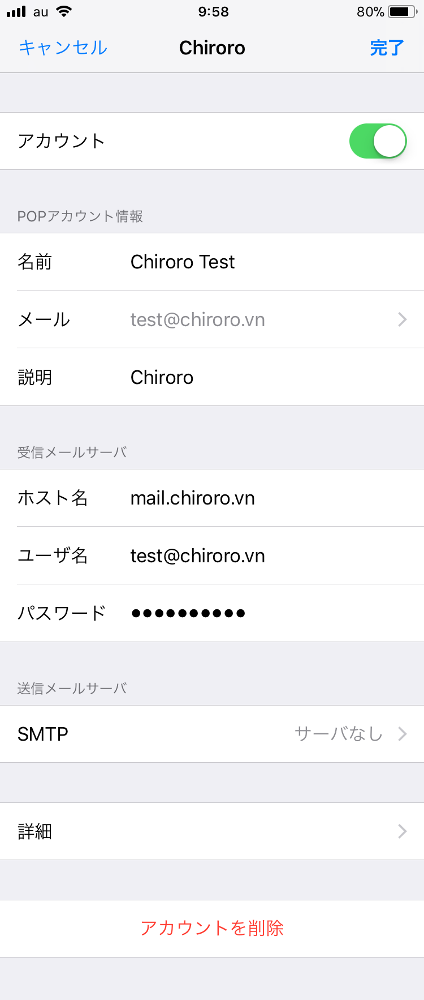 au 9:58 80%
キャンセル Chiroro 完了
アカウント
POPアカウント情報
名前 Chiroro Test
メール test@chiroro.vn
説明 Chiroro
受信メールサーバ
ホスト名 mail.chiroro.vn
ユーザ名 test@chiroro.vn
パスワード ●●●●●●●●●●
送信メールサーバ
SMTP サーバなし
詳細
アカウントを削除